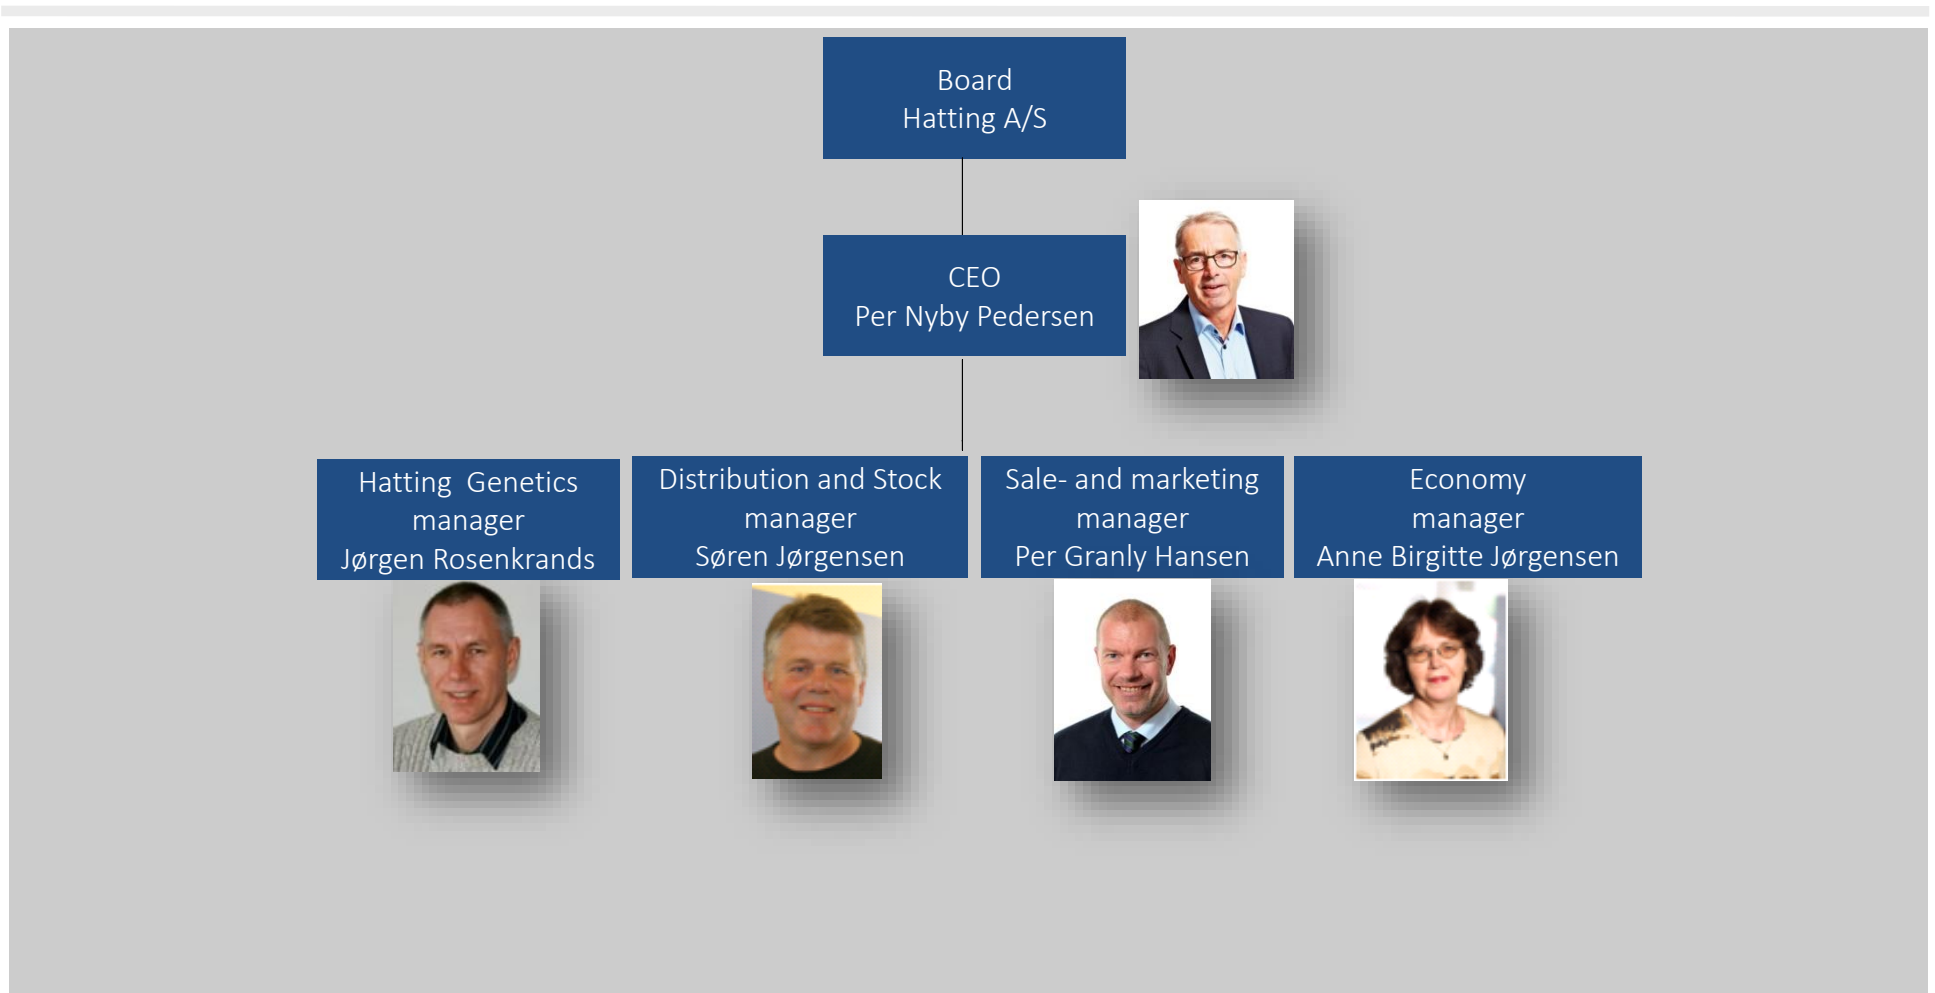 Board
Hatting A/S
CEO
Per Nyby Pedersen
Hatting  Genetics
manager
Jørgen Rosenkrands
Distribution and Stock
manager
Søren Jørgensen
Sale- and marketing
manager
Per Granly Hansen
Economy
manager
Anne Birgitte Jørgensen